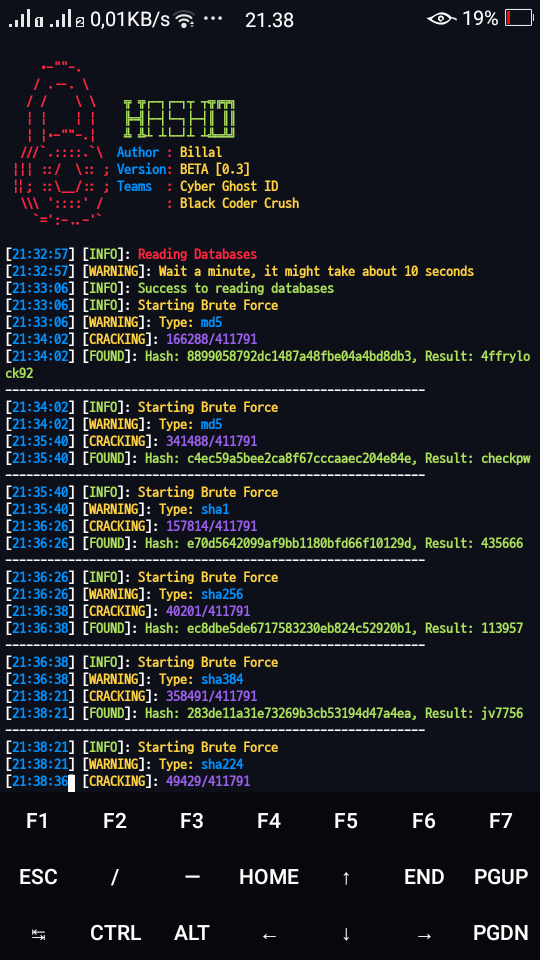 0,01KB/s ... 21.38 19%
Author : Billal
Version: BETA [0.3]
Teams : Cyber Ghost ID
: Black Coder Crush
[21:32:57] [INFO]: Reading Databases
[21:32:57] [WARNING]: Wait a minute, it might take about 10 seconds
[21:33:06] [INFO]: Success to reading databases
[21:33:06] [INFO]: Starting Brute Force
[21:33:06] [WARNING]: Type: md5
[21:34:02] [CRACKING]: 166288/411791
[21:34:02] [FOUND]: Hash: 8899058792dc1487a48fbe04a4bd8db3, Result: 4ffrylo
ck92
[21:34:02] [INFO]: Starting Brute Force
[21:34:02] [WARNING]: Type: md5
[21:35:40] [CRACKING]: 341488/411791
[21:35:40] [FOUND]: Hash: c4ec59a5bee2ca8f67cccaaec204e84e, Result: checkpw
[21:35:40] [INFO]: Starting Brute Force
[21:35:40] [WARNING]: Type: sha1
[21:36:26] [CRACKING]: 157814/411791
[21:36:26] [FOUND]: Hash: e70d5642099af9bb1180bfd66f10129d, Result: 435666
[21:36:26] [INFO]: Starting Brute Force
[21:36:26] [WARNING]: Type: sha256
[21:36:38] [CRACKING]: 40201/411791
[21:36:38] [FOUND]: Hash: ec8dbe5de6717583230eb824c52920b1, Result: 113957
[21:36:38] [INFO]: Starting Brute Force
[21:36:38] [WARNING]: Type: sha384
[21:38:21] [CRACKING]: 358491/411791
[21:38:21] [FOUND]: Hash: 283de11a31e73269b3cb53194d47a4ea, Result: jv7756
[21:38:21] [INFO]: Starting Brute Force
[21:38:21] [WARNING]: Type: sha224
[21:38:36] [CRACKING]: 49429/411791
F1 F2 F3 F4 F5 F6 F7
ESC / — HOME ↑ END PGUP
↹ CTRL ALT ← ↓ → PGDN